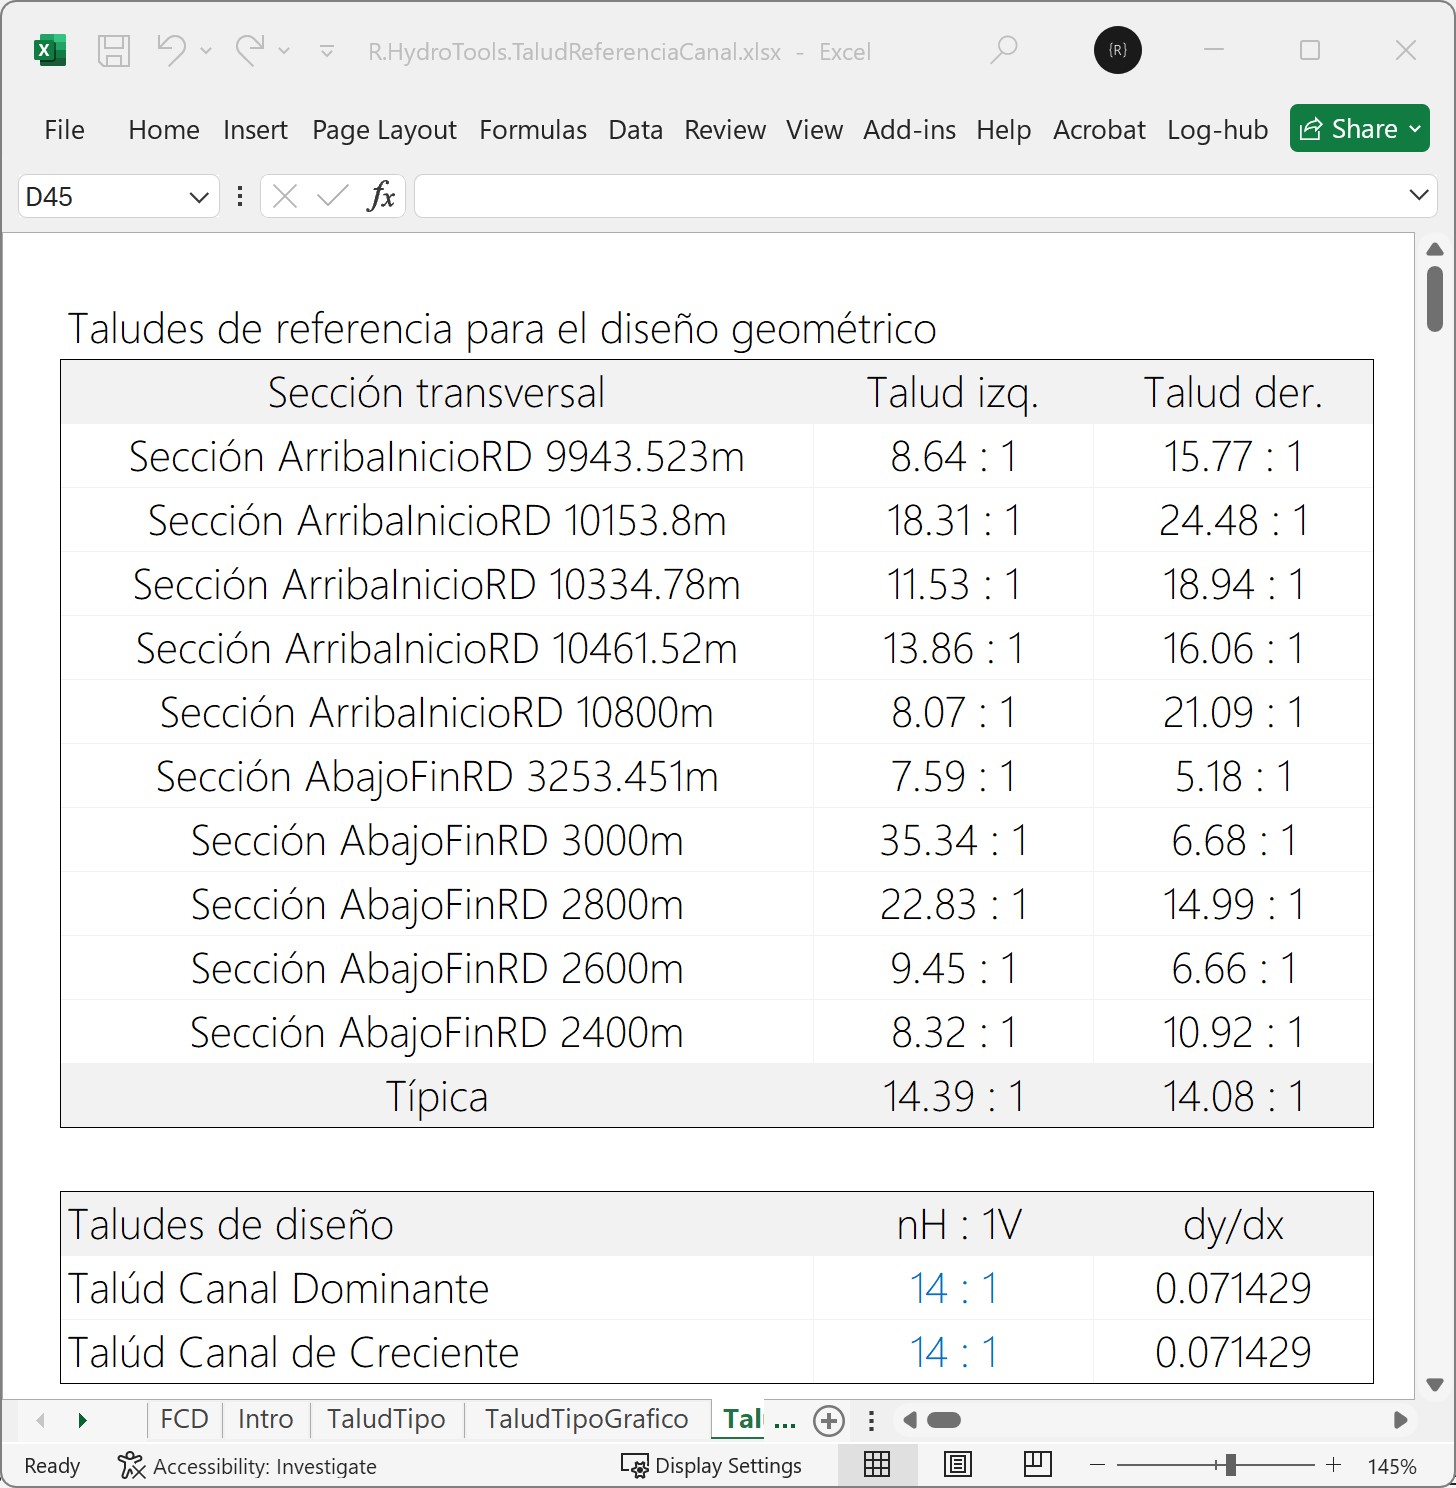 R.HydroTools.TaludReferenciaCanal.xlsx - Excel
{R}
File Home Insert Page Layout Formulas Data Review View Add-ins Help Acrobat Log-hub Share
D45 fx
Taludes de referencia para el diseño geométrico
Sección transversal Talud izq. Talud der.
Sección ArribaInicioRD 9943.523m 8.64 : 1 15.77 : 1
Sección ArribaInicioRD 10153.8m 18.31 : 1 24.48 : 1
Sección ArribaInicioRD 10334.78m 11.53 : 1 18.94 : 1
Sección ArribaInicioRD 10461.52m 13.86 : 1 16.06 : 1
Sección ArribaInicioRD 10800m 8.07 : 1 21.09 : 1
Sección AbajoFinRD 3253.451m 7.59 : 1 5.18 : 1
Sección AbajoFinRD 3000m 35.34 : 1 6.68 : 1
Sección AbajoFinRD 2800m 22.83 : 1 14.99 : 1
Sección AbajoFinRD 2600m 9.45 : 1 6.66 : 1
Sección AbajoFinRD 2400m 8.32 : 1 10.92 : 1
Típica 14.39 : 1 14.08 : 1
Taludes de diseño nH : 1V dy/dx
Talúd Canal Dominante 14 : 1 0.071429
Talúd Canal de Creciente 14 : 1 0.071429
FCD Intro TaludTipo TaludTipoGrafico Tal ...
Ready Accessibility: Investigate Display Settings 145%